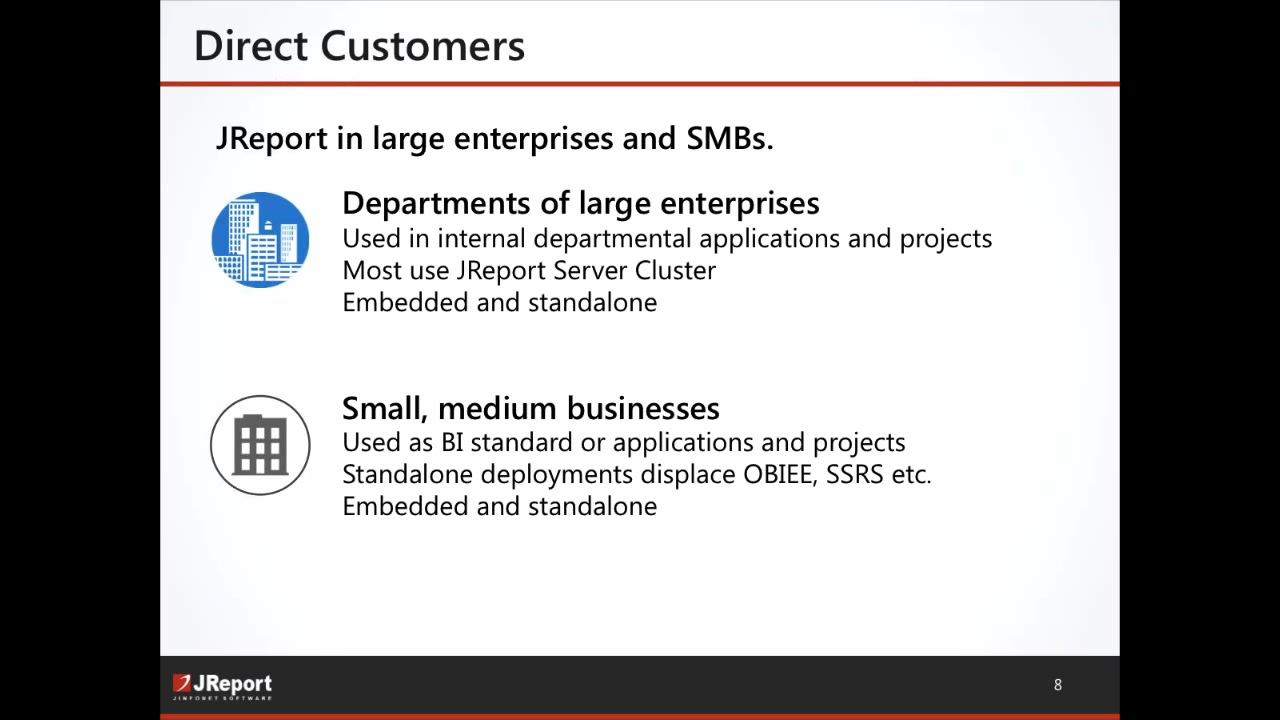 Direct Customers
JReport in large enterprises and SMBs.
Departments of large enterprises
Used in internal departmental applications and projects
Most use JReport Server Cluster
Embedded and standalone
Small, medium businesses
Used as BI standard or applications and projects
Standalone deployments displace OBIEE, SSRS etc.
Embedded and standalone
JReport
JINFONET SOFTWARE
8